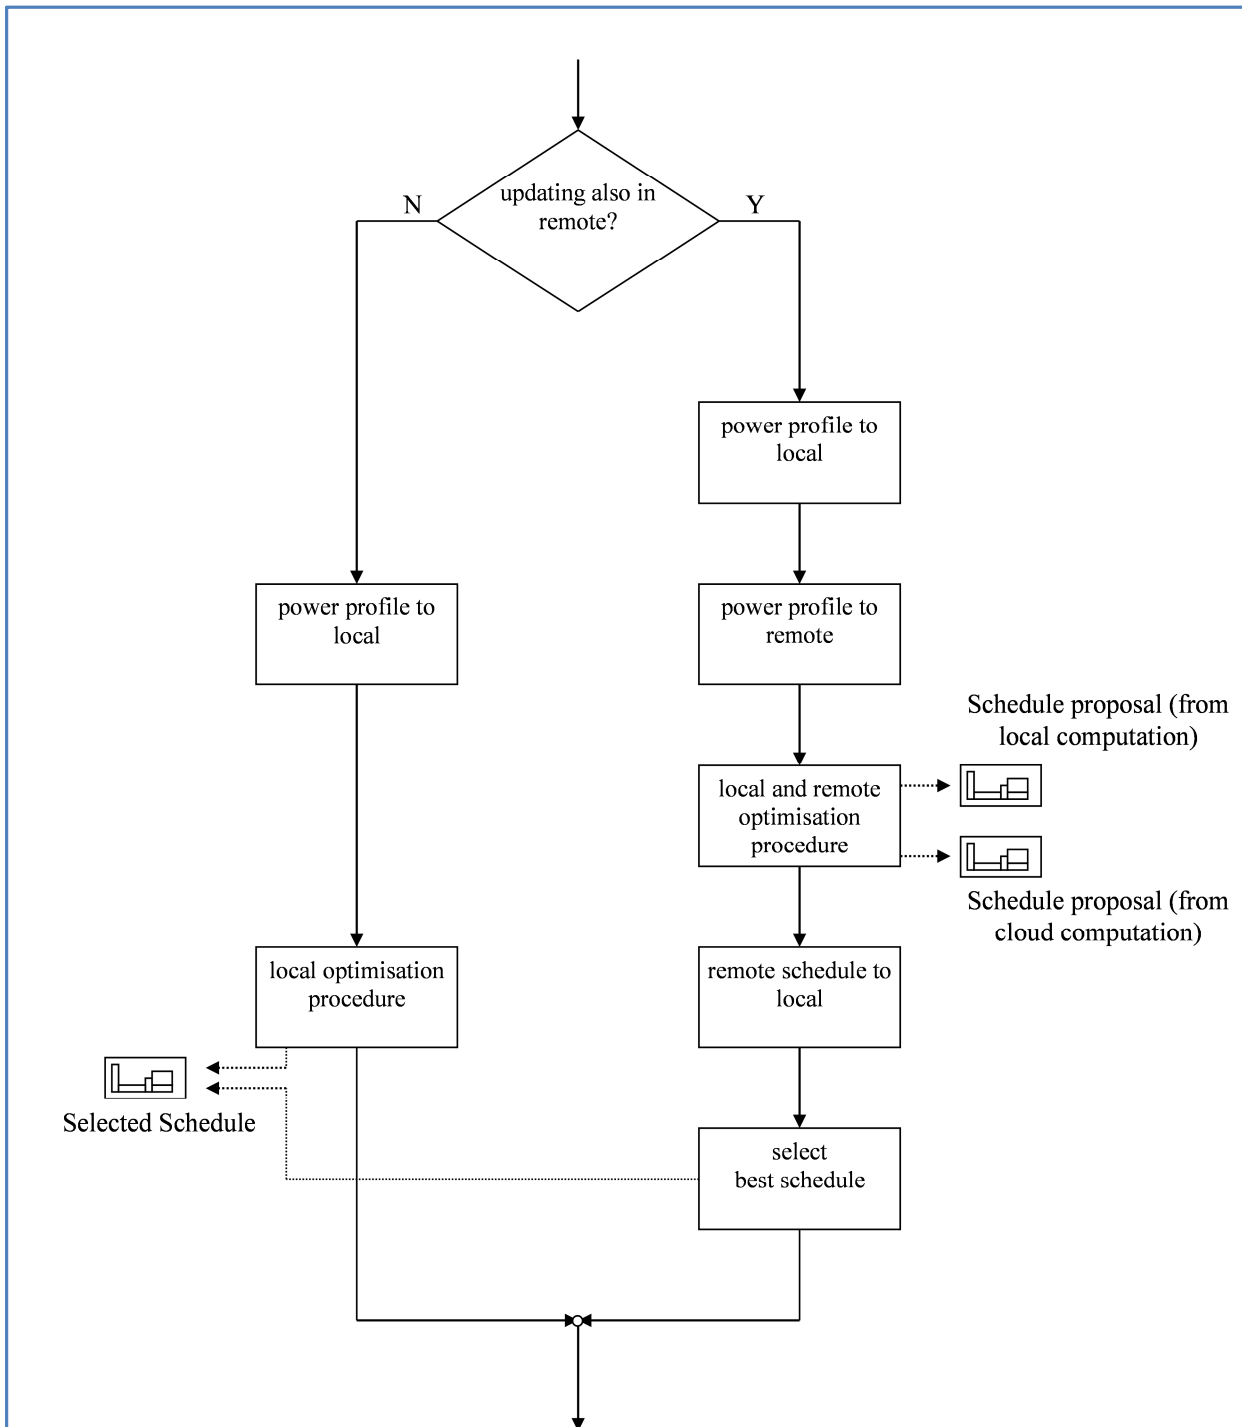 updating also in
remote?
N
Y
power profile to
local
power profile to
local
power profile to
remote
Schedule proposal (from
local computation)
local and remote
optimisation
procedure
Schedule proposal (from
cloud computation)
local optimisation
procedure
remote schedule to
local
Selected Schedule
select
best schedule